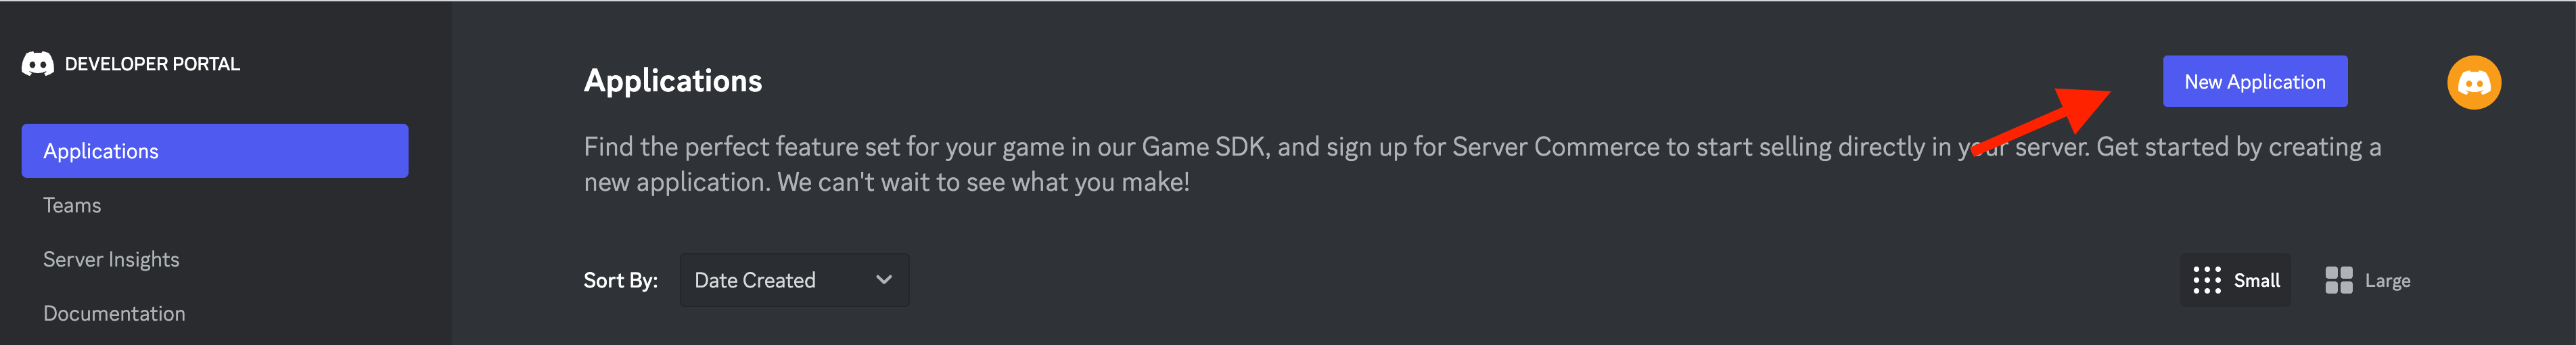 DEVELOPER PORTAL
Applications
Teams
Server Insights
Documentation
Applications
New Application
Find the perfect feature set for your game in our Game SDK, and sign up for Server Commerce to start selling directly in your server. Get started by creating a
new application. We can't wait to see what you make!
Sort By: Date Created
Small Large